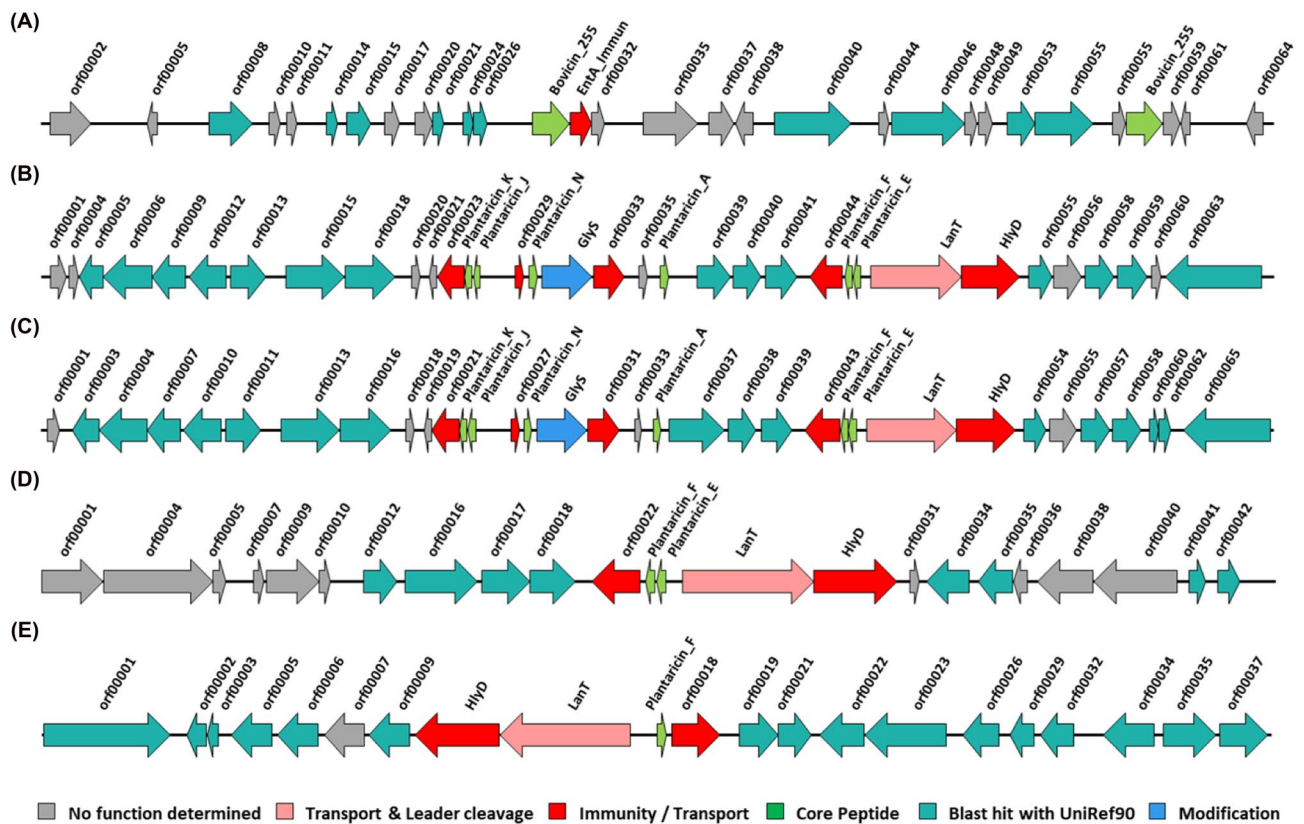 (A)
orf00002 orf00005 orf00008 orf00010 orf00011 orf00014 orf00015 orf00017 orf00020 orf00021 orf00024 orf00026 Bovicin_255 EntA_Immun orf00032 orf00035 orf00037 orf00038 orf00040 orf00044 orf00046 orf00048 orf00049 orf00053 orf00055 orf00055 Bovicin_255 orf00059 orf00061 orf00064
(B)
orf00001 orf00004 orf00005 orf00006 orf00009 orf00012 orf00013 orf00015 orf00018 orf00020 orf00021 orf00023 Plantaricin_K Plantaricin_J orf00029 Plantaricin_N GlyS orf00033 orf00035 Plantaricin_A orf00039 orf00040 orf00041 orf00044 Plantaricin_F Plantaricin_E LanT HlyD orf00055 orf00056 orf00058 orf00059 orf00060 orf00063
(C)
orf00001 orf00003 orf00004 orf00007 orf00010 orf00011 orf00013 orf00016 orf00018 orf00019 orf00021 Plantaricin_K Plantaricin_J orf00027 Plantaricin_N GlyS orf00031 orf00033 Plantaricin_A orf00037 orf00038 orf00039 orf00043 Plantaricin_F Plantaricin_E LanT HlyD orf00054 orf00055 orf00057 orf00058 orf00060 orf00062 orf00065
(D)
orf00001 orf00004 orf00005 orf00007 orf00009 orf00010 orf00012 orf00016 orf00017 orf00018 orf00022 Plantaricin_F Plantaricin_E LanT HlyD orf00031 orf00034 orf00035 orf00036 orf00038 orf00040 orf00041 orf00042
(E)
orf00001 orf00002 orf00003 orf00005 orf00006 orf00007 orf00009 HlyD LanT Plantaricin_F orf00018 orf00019 orf00021 orf00022 orf00023 orf00026 orf00029 orf00032 orf00034 orf00035 orf00037
No function determined Transport & Leader cleavage Immunity / Transport Core Peptide Blast hit with UniRef90 Modification